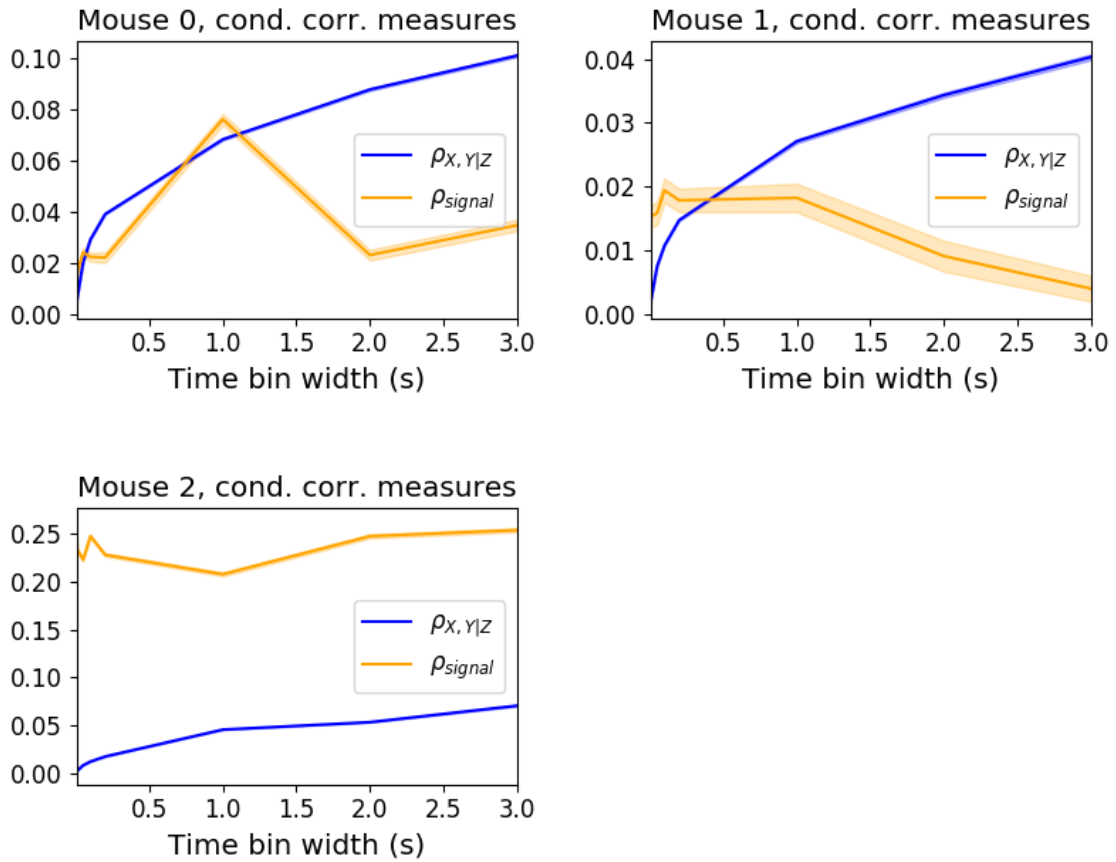 Mouse 0, cond. corr. measures
0.10
0.08
0.06
0.04
0.02
0.00
ρX, Y|Z
ρsignal
0.5 1.0 1.5 2.0 2.5 3.0
Time bin width (s)
Mouse 1, cond. corr. measures
0.04
0.03
0.02
0.01
0.00
ρX, Y|Z
ρsignal
0.5 1.0 1.5 2.0 2.5 3.0
Time bin width (s)
Mouse 2, cond. corr. measures
0.25
0.20
0.15
0.10
0.05
0.00
ρX, Y|Z
ρsignal
0.5 1.0 1.5 2.0 2.5 3.0
Time bin width (s)